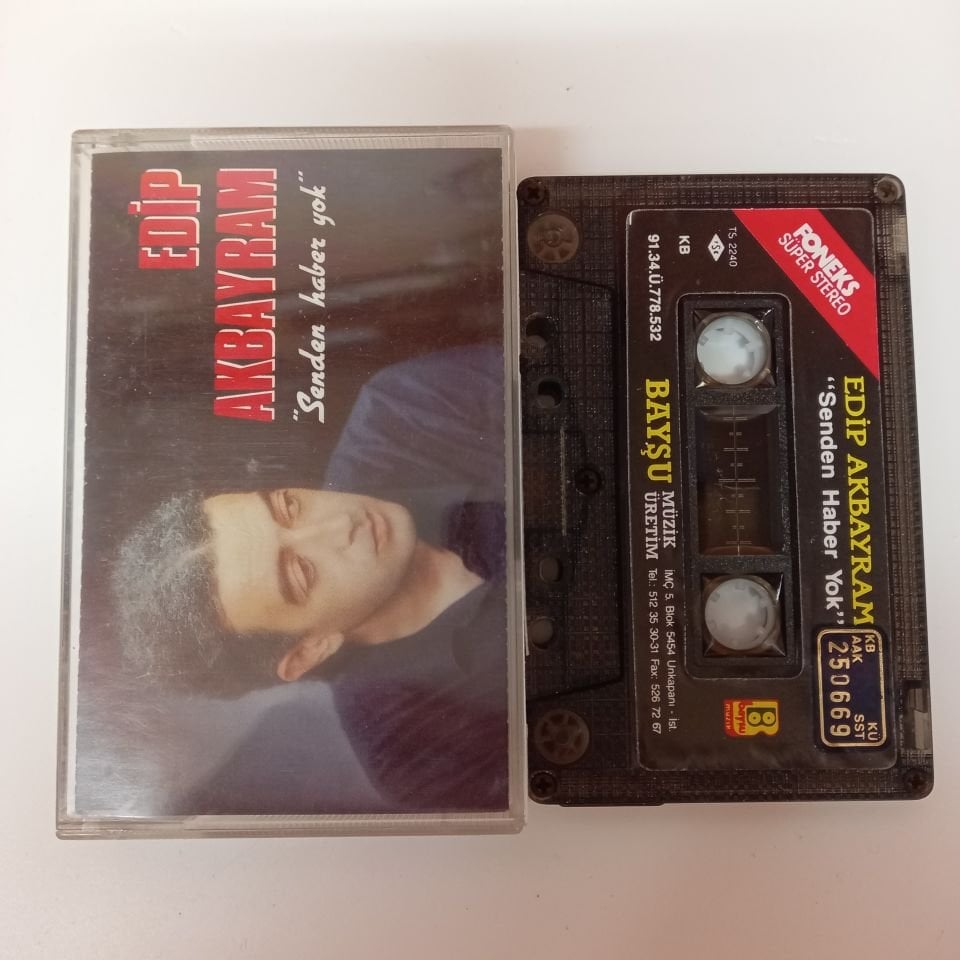 EDİP
AKBAYRAM
"Senden haber yok"
FONEKS
SÜPER STEREO
EDİP AKBAYRAM
"Senden Haber Yok"
TS 2240
TSE
KB
91.34.Ü.778.532
BAYŞU MÜZİK ÜRETİM
İMÇ 5. Blok 5454 Unkapanı - İst.
Tel.: 512 35 30-31 Fax: 526 72 67
KB KÜ
AAK SST
250669